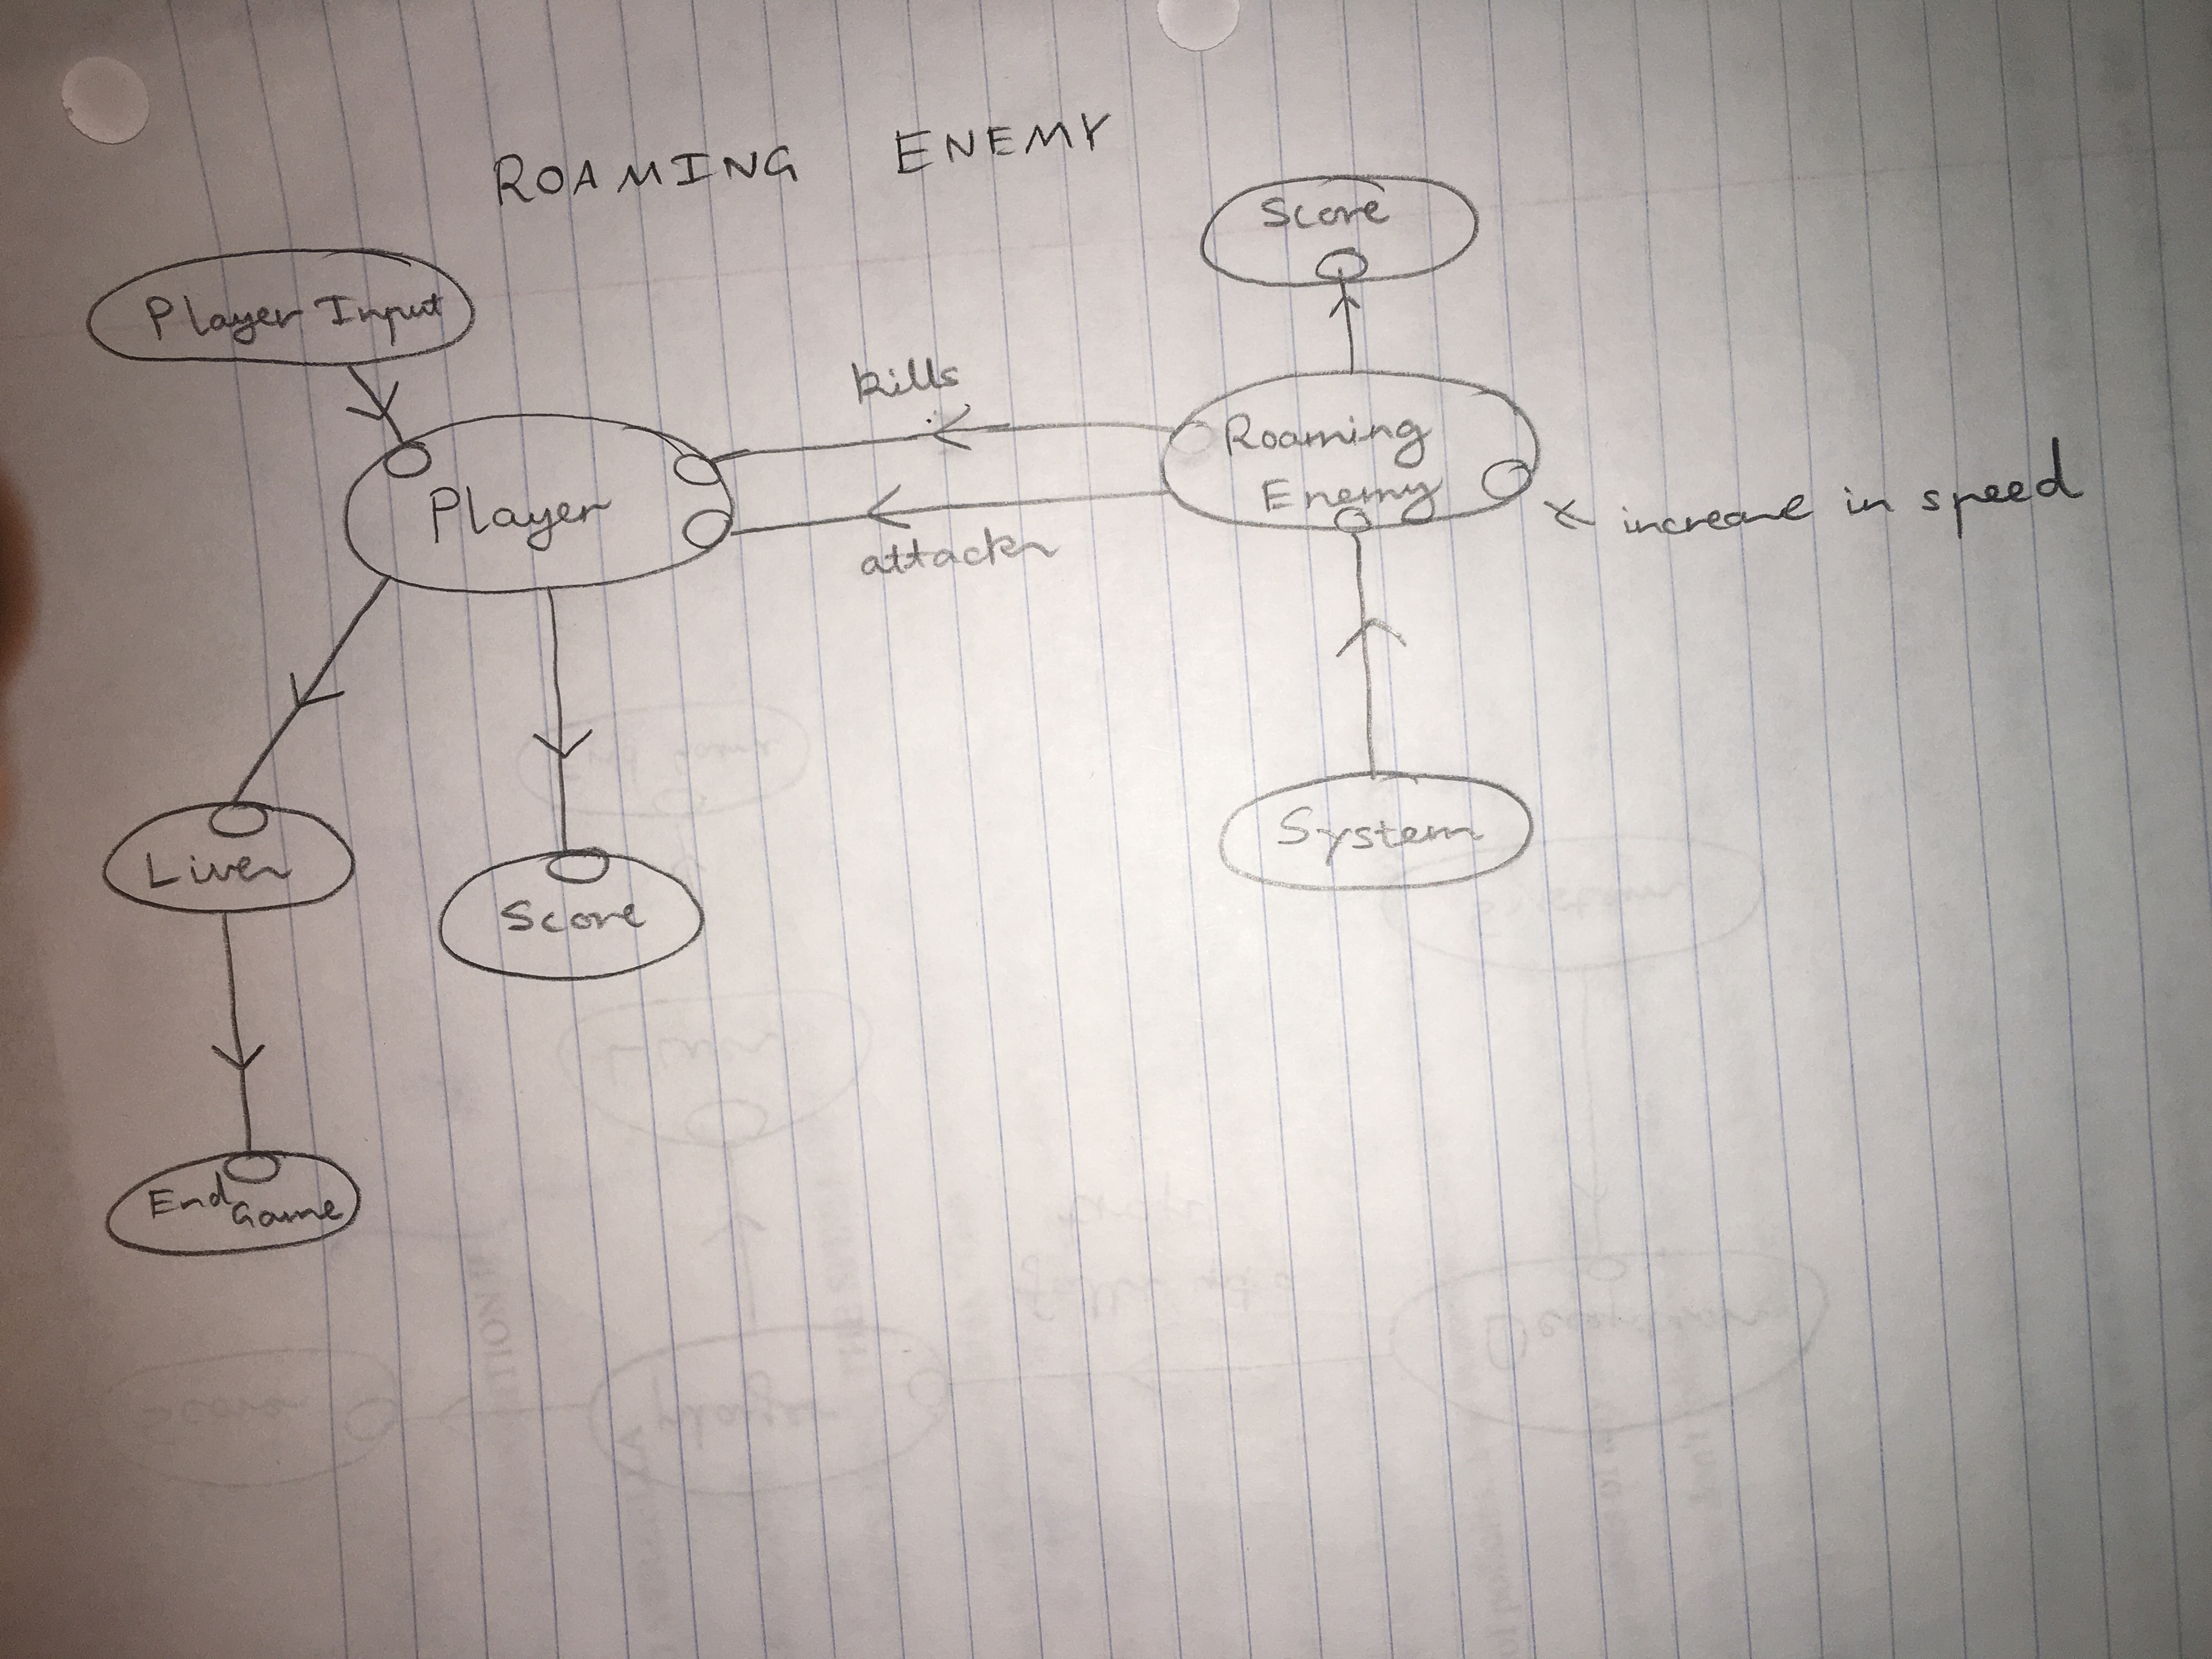 ROAMING ENEMY
Score
Player Input
kills
Roaming
Enemy
Player
attacks
increase in speed
System
Lives
Score
End
Game